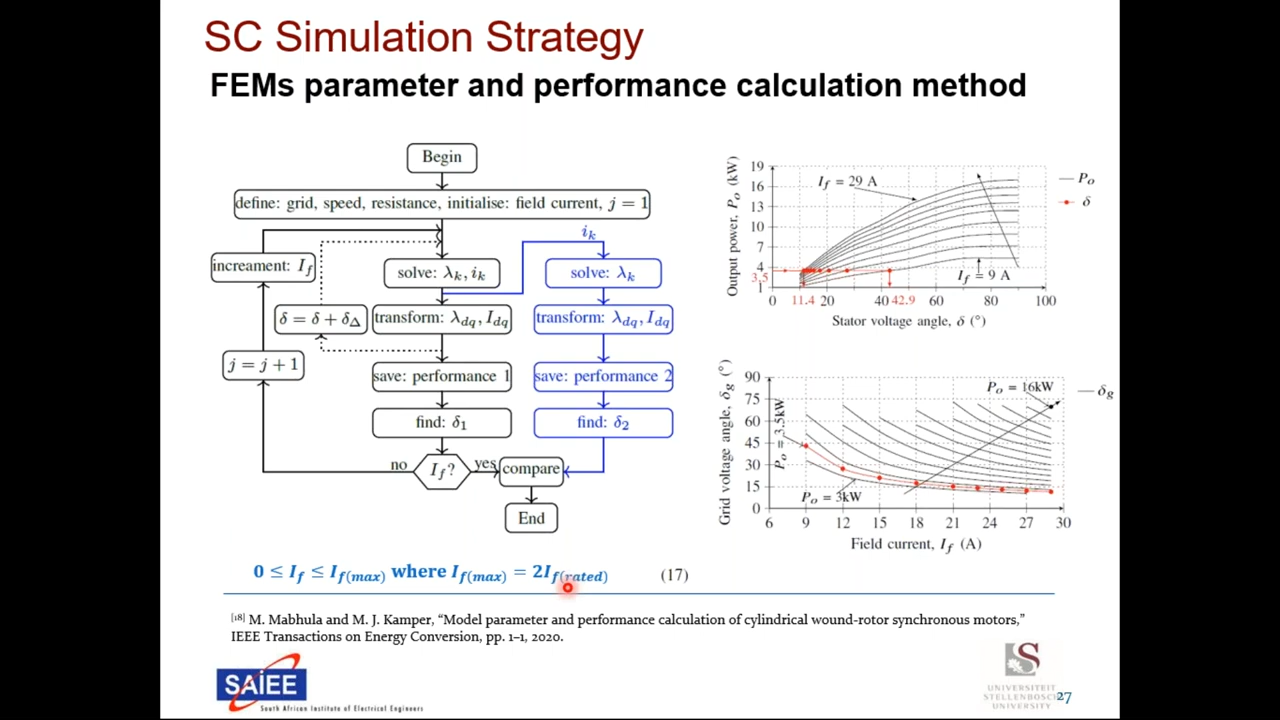 SC Simulation Strategy
FEMs parameter and performance calculation method
Begin
define: grid, speed, resistance, initialise: field current, j = 1
increament: I_f
solve: λ_k, i_k
i_k
solve: λ_k
δ = δ + δ_Δ
transform: λ_dq, I_dq
transform: λ_dq, I_dq
j = j + 1
save: performance 1
save: performance 2
find: δ_1
find: δ_2
no
I_f?
yes
compare
End
0 ≤ I_f ≤ I_f(max) where I_f(max) = 2I_f(rated)
(17)
Output power, P_o (kW)
19
16
13
10
7
4
3.5
1
I_f = 29 A
I_f = 9 A
P_o
δ
0
11.4
20
40
42.9
60
80
100
Stator voltage angle, δ (°)
Grid voltage angle, δ_g (°)
90
75
60
45
30
15
0
P_o = 3.5kW
P_o = 16kW
P_o = 3kW
δ_g
6
9
12
15
18
21
24
27
30
Field current, I_f (A)
[18] M. Mabhula and M. J. Kamper, “Model parameter and performance calculation of cylindrical wound-rotor synchronous motors,”
IEEE Transactions on Energy Conversion, pp. 1–1, 2020.
SAIEE
South African Institute of Electrical Engineers
UNIVERSITEIT
STELLENBOSCH
UNIVERSITY
27